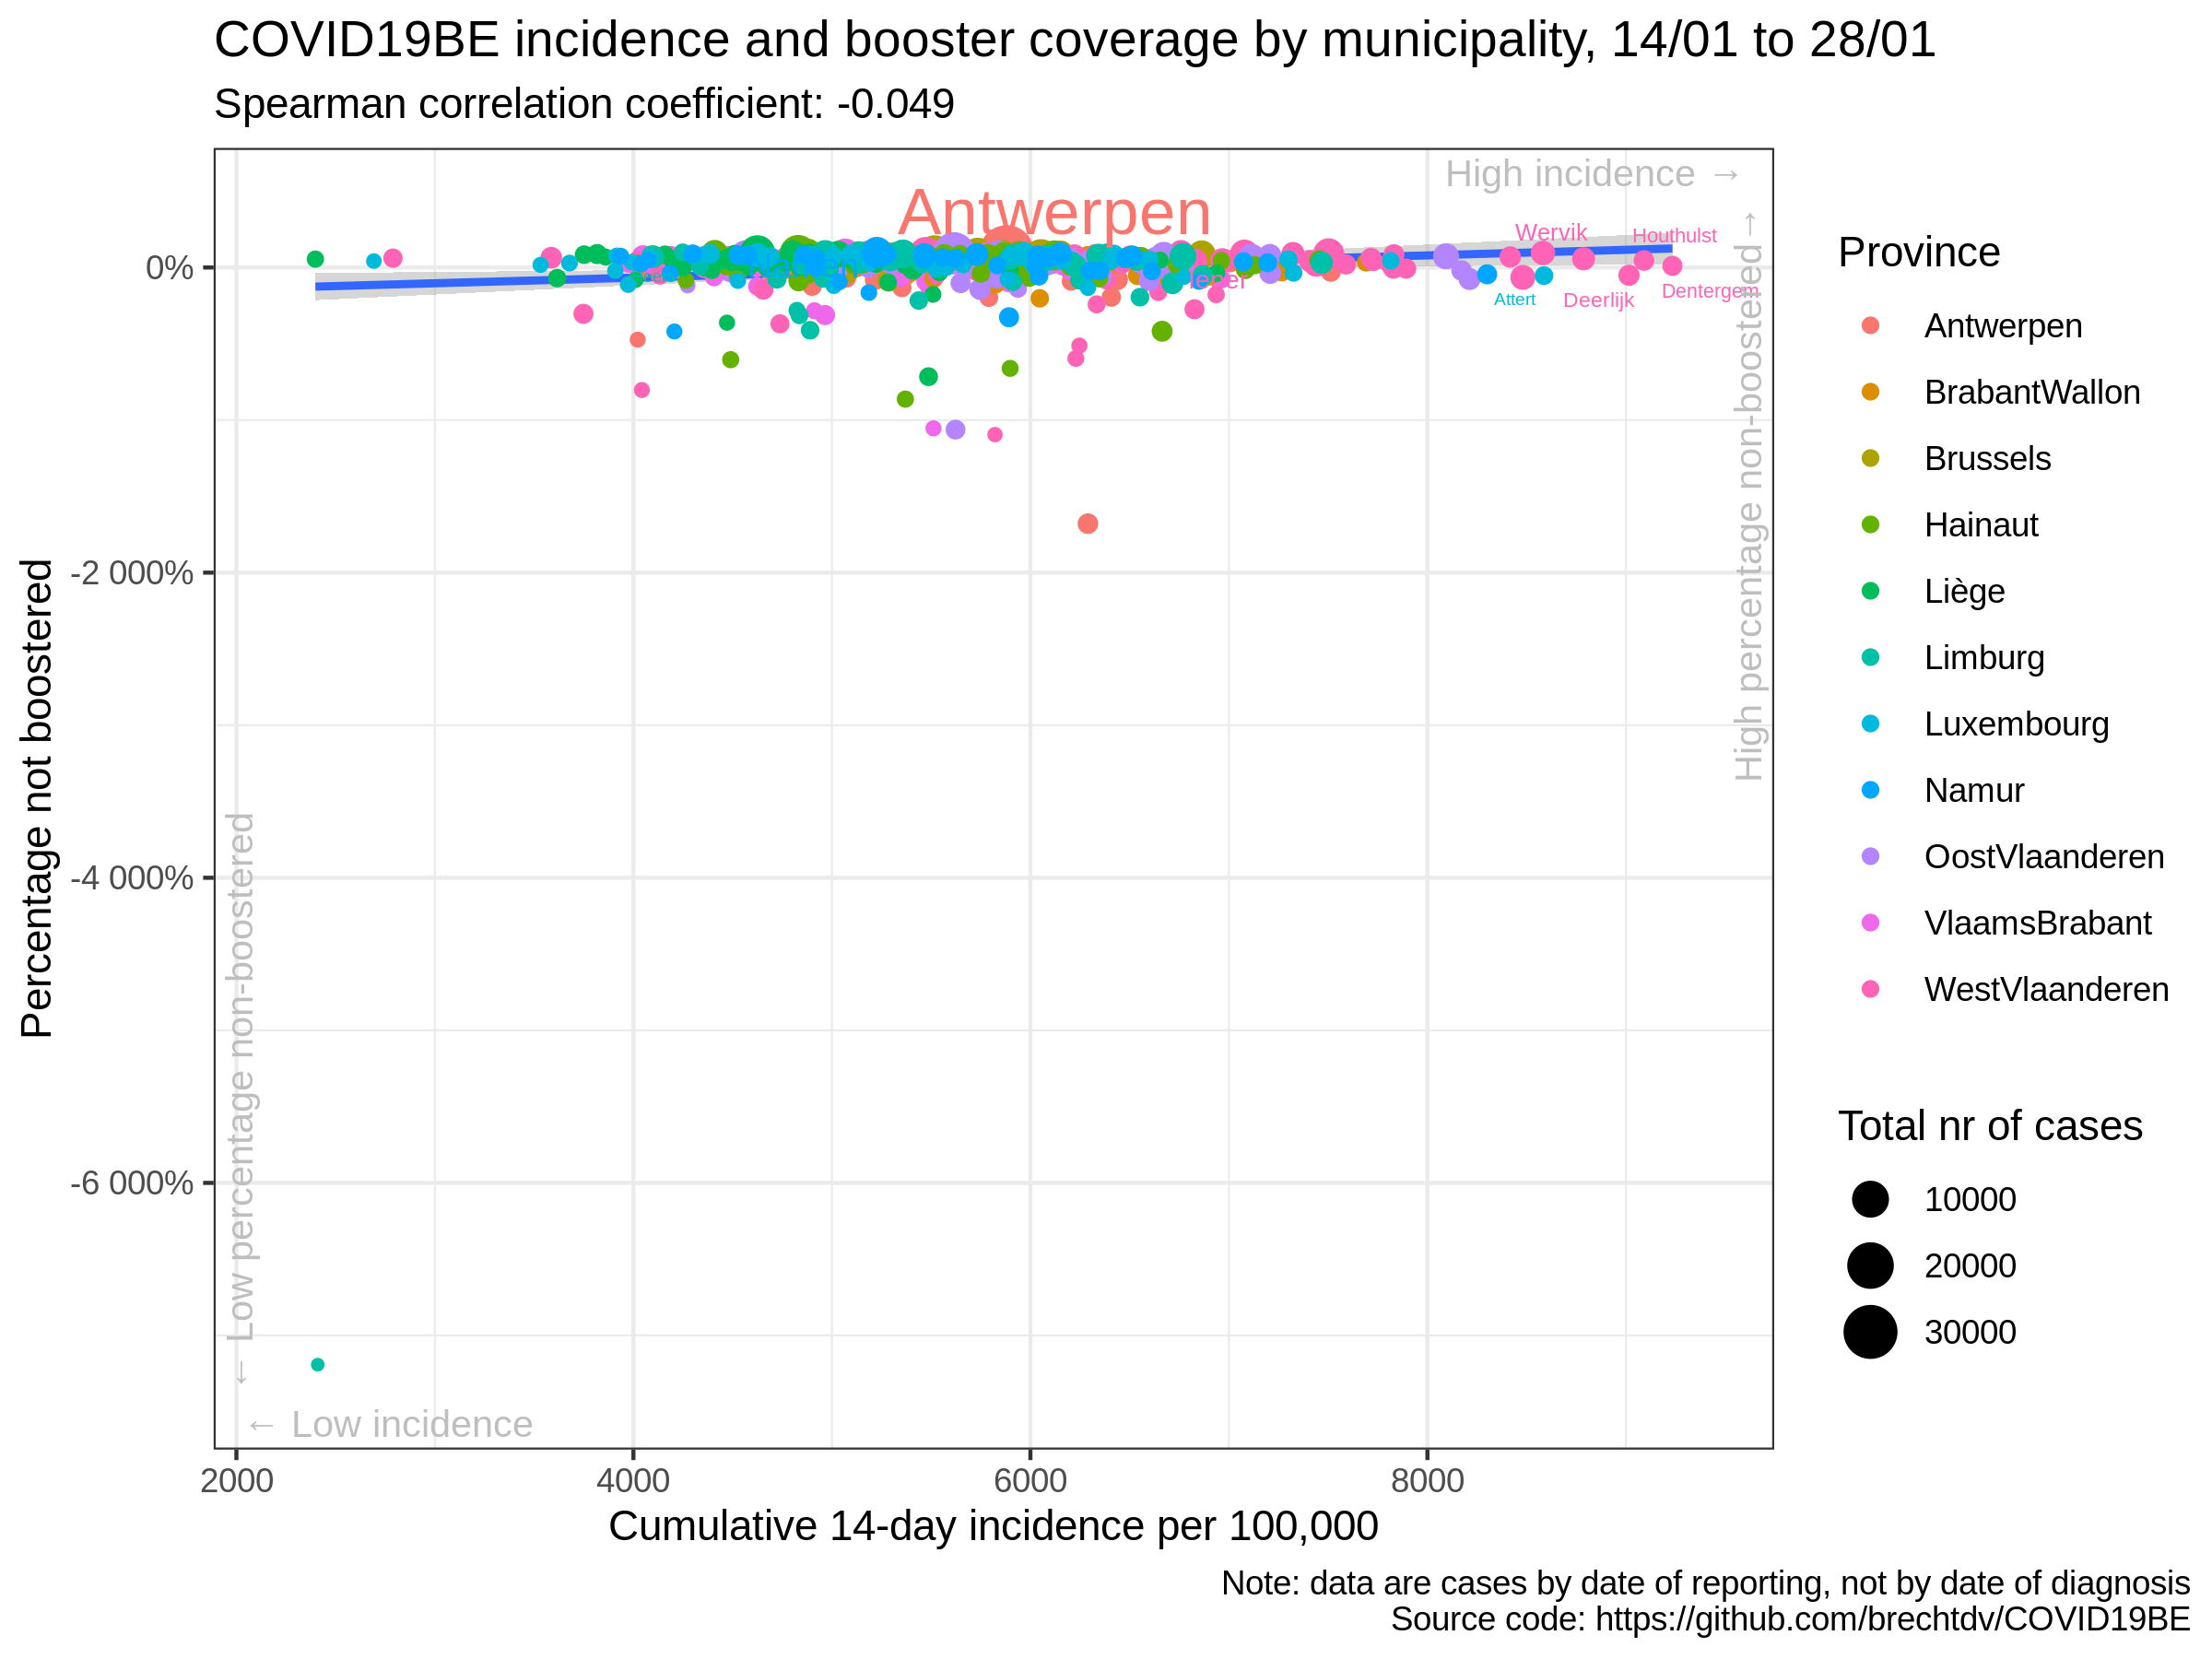 COVID19BE incidence and booster coverage by municipality, 14/01 to 28/01
Spearman correlation coefficient: -0.049
High incidence →
Antwerpen
Wervik
Houthulst
Ieper
Attert
Deerlijk
Dentergem
High percentage non-boostered →
← Low percentage non-boostered
← Low incidence
Percentage not boostered
0%
-2 000%
-4 000%
-6 000%
2000
4000
6000
8000
Cumulative 14-day incidence per 100,000
Province
Antwerpen
BrabantWallon
Brussels
Hainaut
Liège
Limburg
Luxembourg
Namur
OostVlaanderen
VlaamsBrabant
WestVlaanderen
Total nr of cases
10000
20000
30000
Note: data are cases by date of reporting, not by date of diagnosis
Source code: https://github.com/brechtdv/COVID19BE